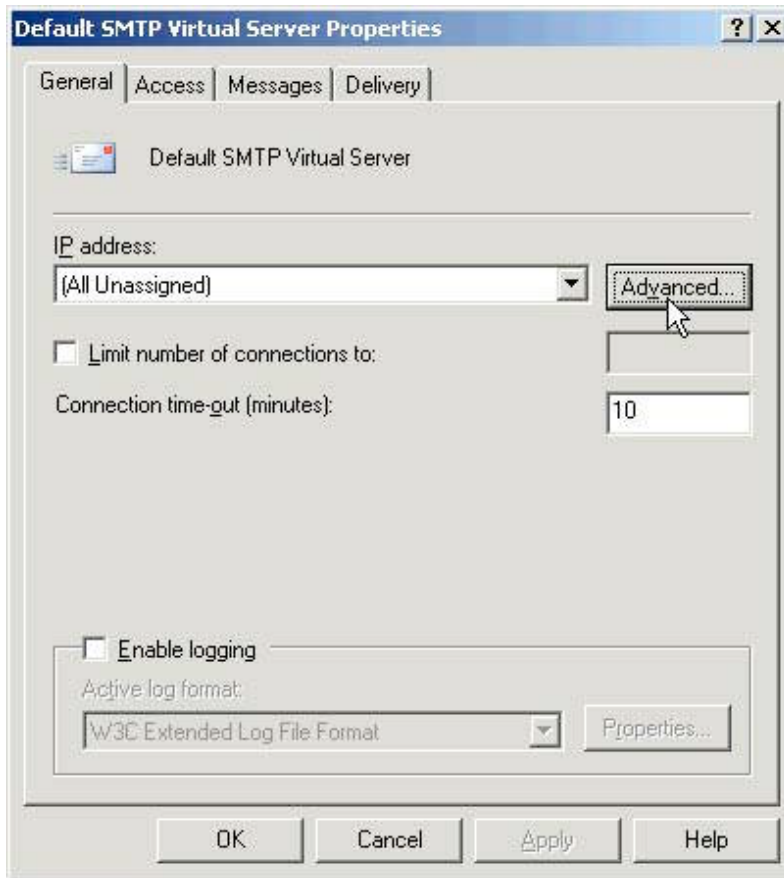 Default SMTP Virtual Server Properties ? X
General Access Messages Delivery
Default SMTP Virtual Server
IP address:
(All Unassigned) Advanced...
Limit number of connections to:
Connection time-out (minutes): 10
Enable logging
Active log format:
W3C Extended Log File Format Properties...
OK Cancel Apply Help